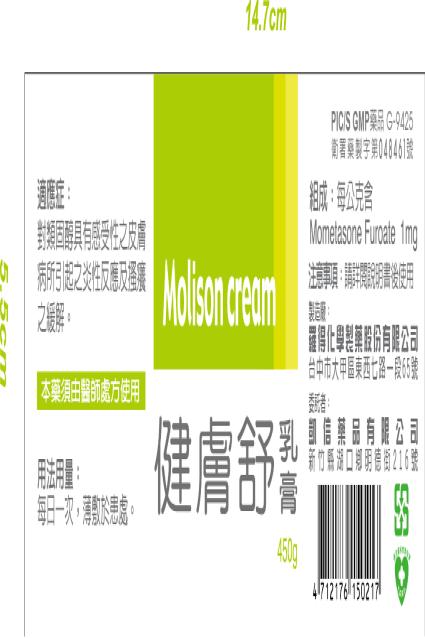 14.7cm
5.5cm
適應症：
對類固醇具有感受性之皮膚
病所引起之炎性反應及搔癢
之緩解。
本藥須由醫師處方使用
用法用量：
每日一次，薄敷於患處。
Molison cream
健膚舒乳膏
450g
PIC/S GMP藥品 G-9425
衛署藥製字第048461號
組成：每公克含
Mometasone Furoate 1mg
注意事項：請詳閱說明書後使用
製造廠：
羅得化學製藥股份有限公司
台中市大甲區東西七路一段65號
委託者：
凱信藥品有限公司
新竹縣湖口鄉明德街216號
4 712176 150217